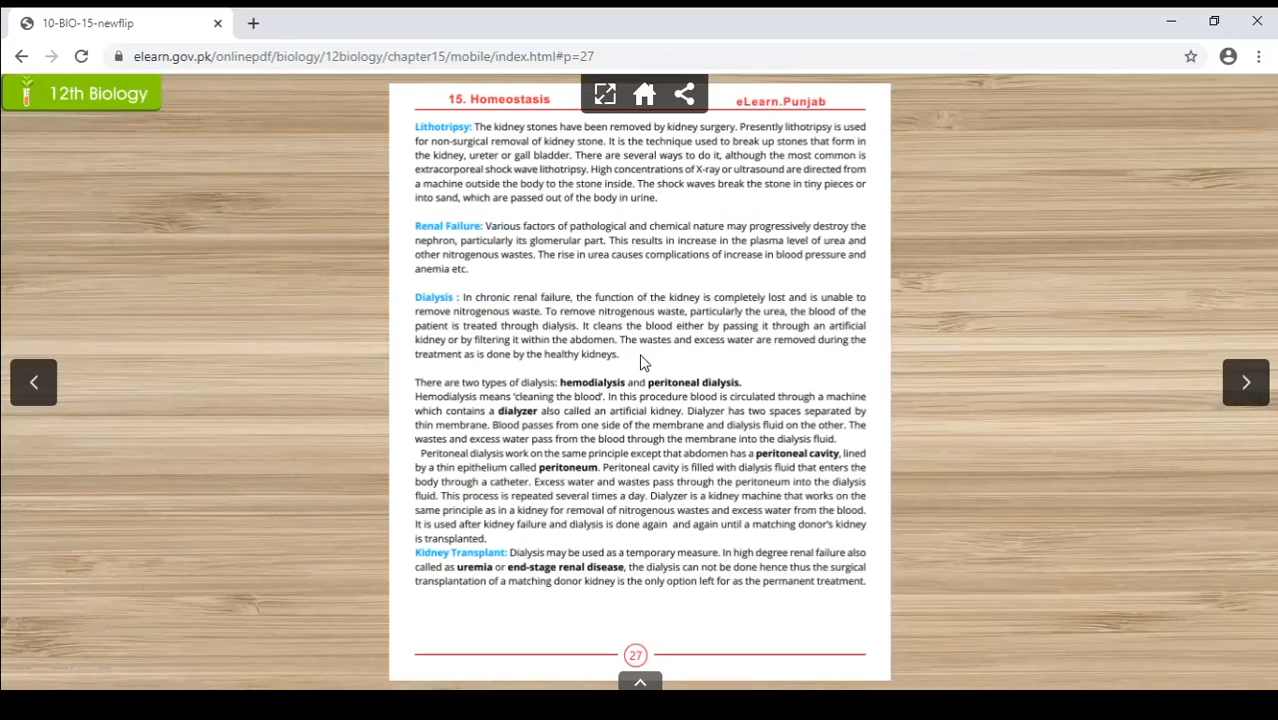 10-BIO-15-newflip
elearn.gov.pk/onlinepdf/biology/12biology/chapter15/mobile/index.html#p=27
12th Biology
15. Homeostasis
eLearn.Punjab
Lithotripsy: The kidney stones have been removed by kidney surgery. Presently lithotripsy is used
for non-surgical removal of kidney stone. It is the technique used to break up stones that form in
the kidney, ureter or gall bladder. There are several ways to do it, although the most common is
extracorporeal shock wave lithotripsy. High concentrations of X-ray or ultrasound are directed from
a machine outside the body to the stone inside. The shock waves break the stone in tiny pieces or
into sand, which are passed out of the body in urine.
Renal Failure: Various factors of pathological and chemical nature may progressively destroy the
nephron, particularly its glomerular part. This results in increase in the plasma level of urea and
other nitrogenous wastes. The rise in urea causes complications of increase in blood pressure and
anemia etc.
Dialysis : In chronic renal failure, the function of the kidney is completely lost and is unable to
remove nitrogenous waste. To remove nitrogenous waste, particularly the urea, the blood of the
patient is treated through dialysis. It cleans the blood either by passing it through an artificial
kidney or by filtering it within the abdomen. The wastes and excess water are removed during the
treatment as is done by the healthy kidneys.
There are two types of dialysis: hemodialysis and peritoneal dialysis.
Hemodialysis means ‘cleaning the blood’. In this procedure blood is circulated through a machine
which contains a dialyzer also called an artificial kidney. Dialyzer has two spaces separated by
thin membrane. Blood passes from one side of the membrane and dialysis fluid on the other. The
wastes and excess water pass from the blood through the membrane into the dialysis fluid.
Peritoneal dialysis work on the same principle except that abdomen has a peritoneal cavity, lined
by a thin epithelium called peritoneum. Peritoneal cavity is filled with dialysis fluid that enters the
body through a catheter. Excess water and wastes pass through the peritoneum into the dialysis
fluid. This process is repeated several times a day. Dialyzer is a kidney machine that works on the
same principle as in a kidney for removal of nitrogenous wastes and excess water from the blood.
It is used after kidney failure and dialysis is done again and again until a matching donor’s kidney
is transplanted.
Kidney Transplant: Dialysis may be used as a temporary measure. In high degree renal failure also
called as uremia or end-stage renal disease, the dialysis can not be done hence thus the surgical
transplantation of a matching donor kidney is the only option left for as the permanent treatment.
27